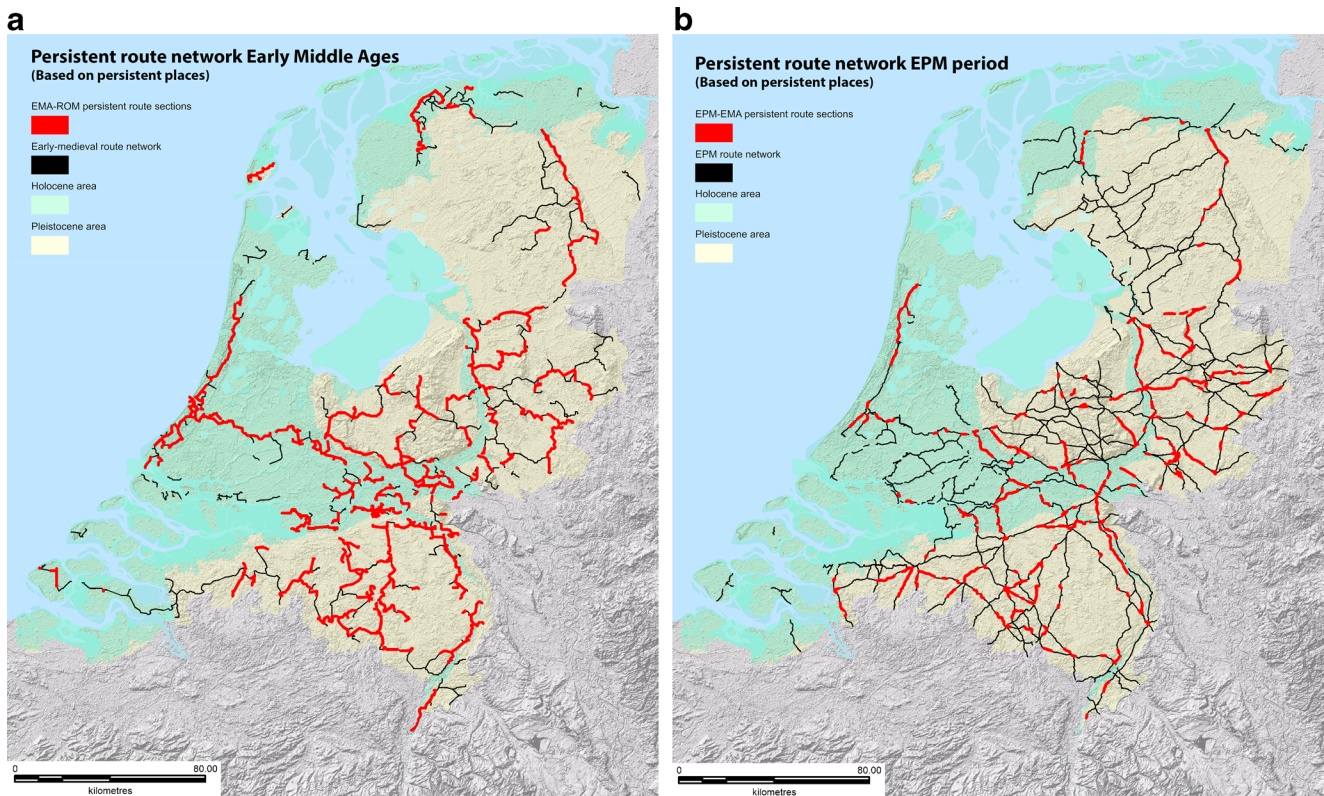 a
Persistent route network Early Middle Ages
(Based on persistent places)
EMA-ROM persistent route sections
Early-medieval route network
Holocene area
Pleistocene area
0 80.00
kilometres
b
Persistent route network EPM period
(Based on persistent places)
EPM-EMA persistent route sections
EPM route network
Holocene area
Pleistocene area
0 80.00
kilometres